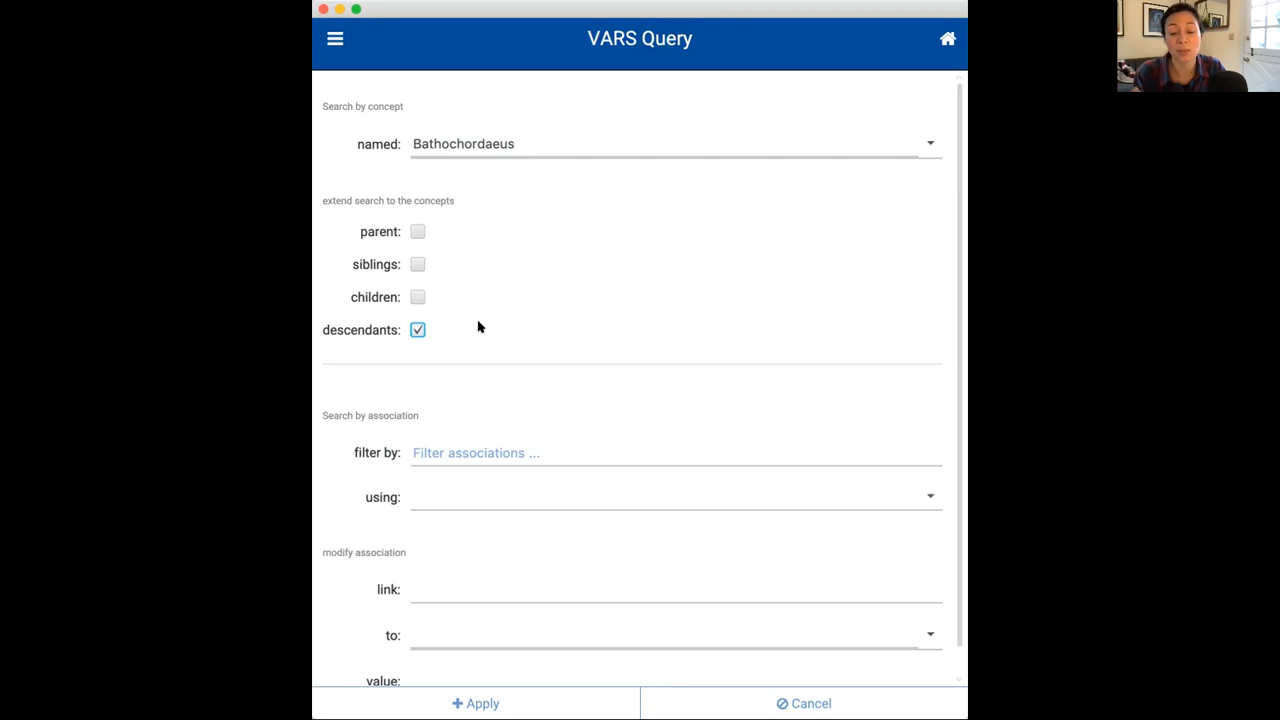 VARS Query
Search by concept
named: Bathochordaeus
extend search to the concepts
parent:
siblings:
children:
descendants:
Search by association
filter by: Filter associations ...
using:
modify association
link:
to:
value:
Apply
Cancel